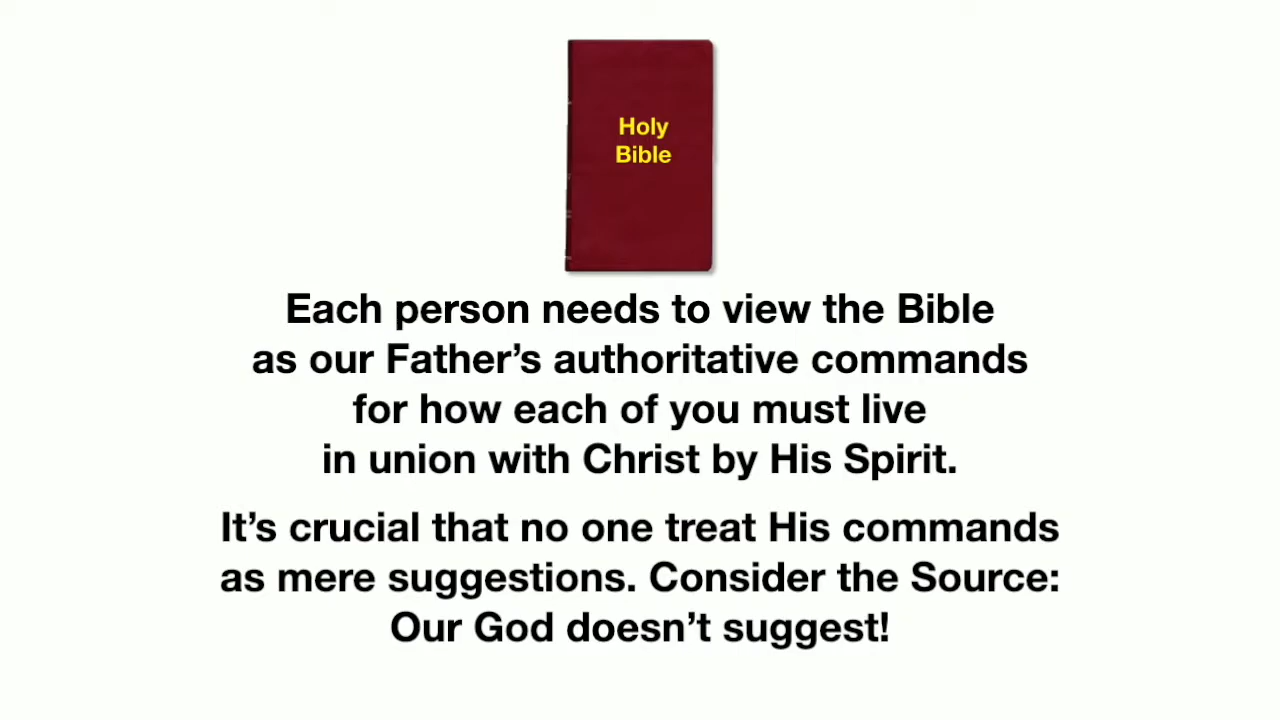 Holy
Bible
Each person needs to view the Bible
as our Father’s authoritative commands
for how each of you must live
in union with Christ by His Spirit.
It’s crucial that no one treat His commands
as mere suggestions. Consider the Source:
Our God doesn’t suggest!